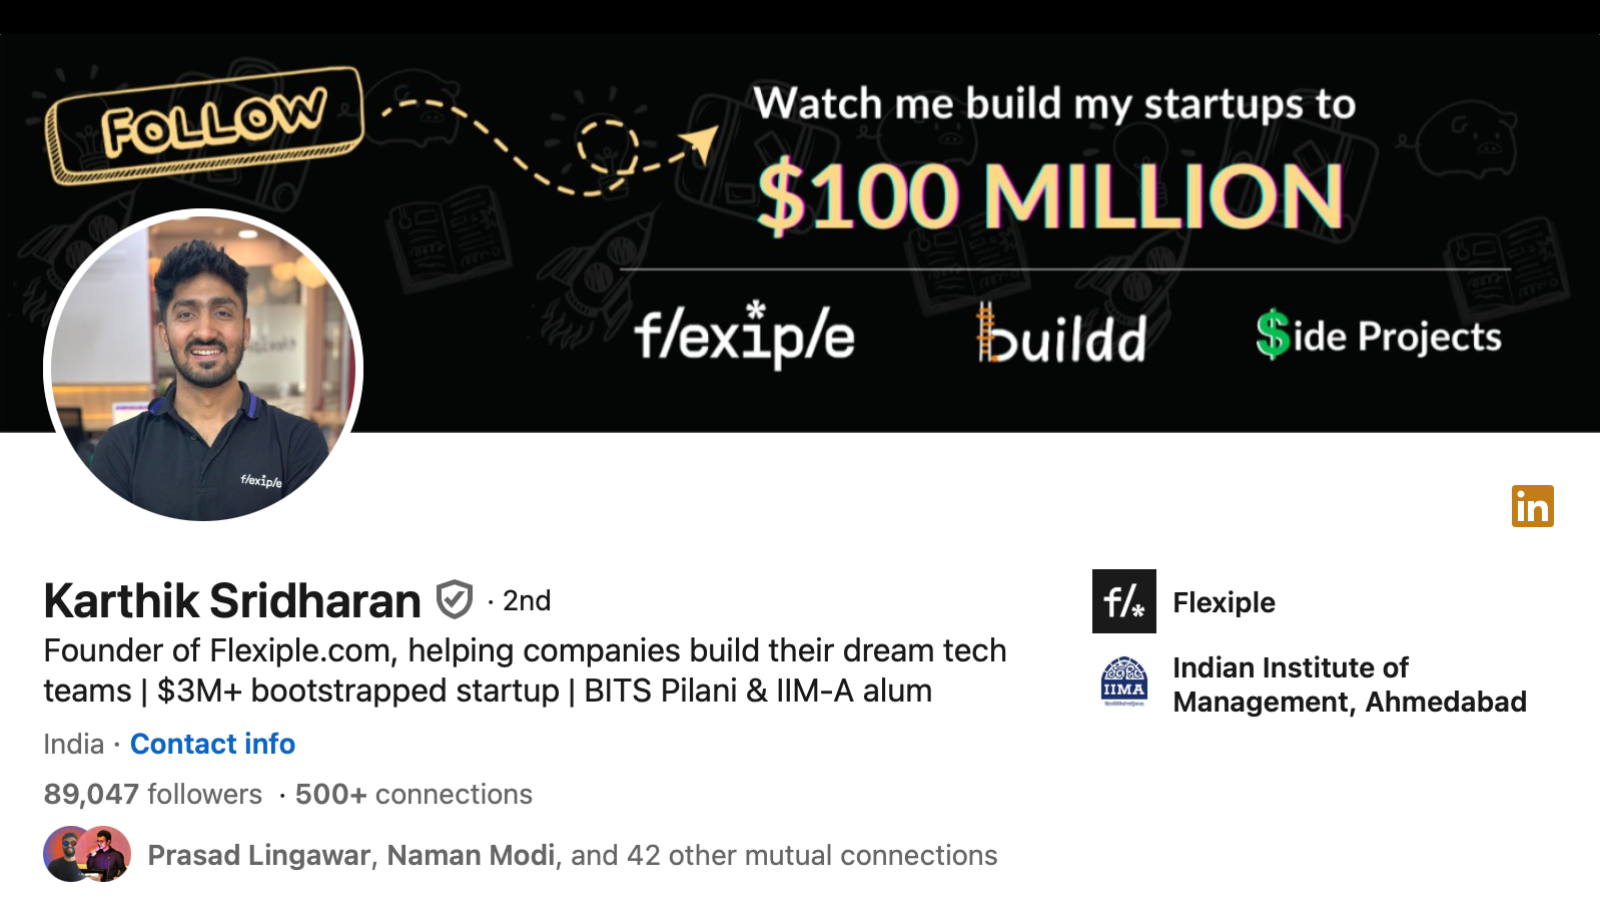 FOLLOW
Watch me build my startups to
$100 MILLION
f/exip/e
buildd
$ide Projects
f/exip/e
in
Karthik Sridharan · 2nd
Founder of Flexiple.com, helping companies build their dream tech
teams | $3M+ bootstrapped startup | BITS Pilani & IIM-A alum
India · Contact info
89,047 followers · 500+ connections
Prasad Lingawar, Naman Modi, and 42 other mutual connections
f/*
Flexiple
IIMA
Indian Institute of
Management, Ahmedabad